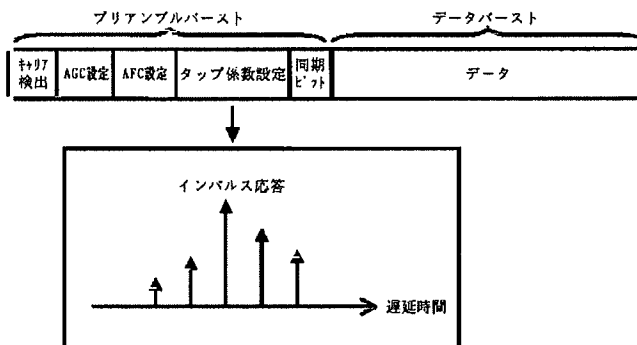 プリアンブルバースト
データバースト
キャリア
検出
AGC設定
AFC設定
タップ係数設定
同期
ビット
データ
インパルス応答
遅延時間